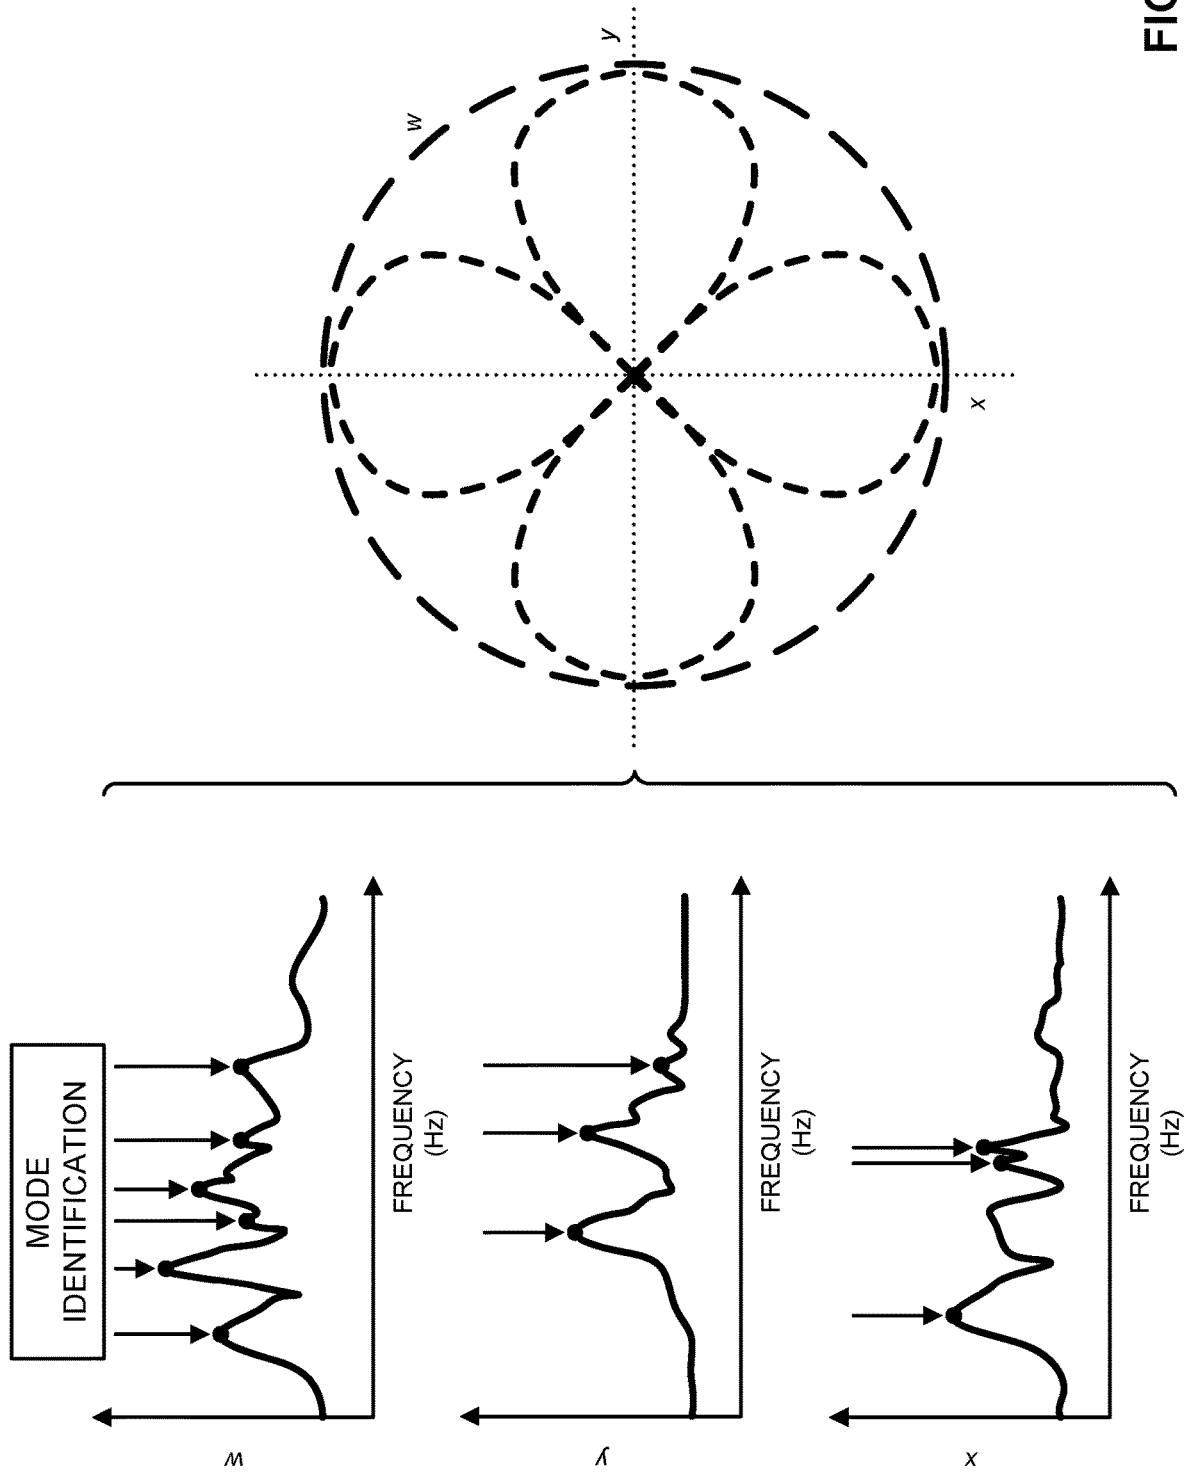 MODE
IDENTIFICATION
w
FREQUENCY
(Hz)
y
FREQUENCY
(Hz)
x
FREQUENCY
(Hz)
w
y
x
FIG